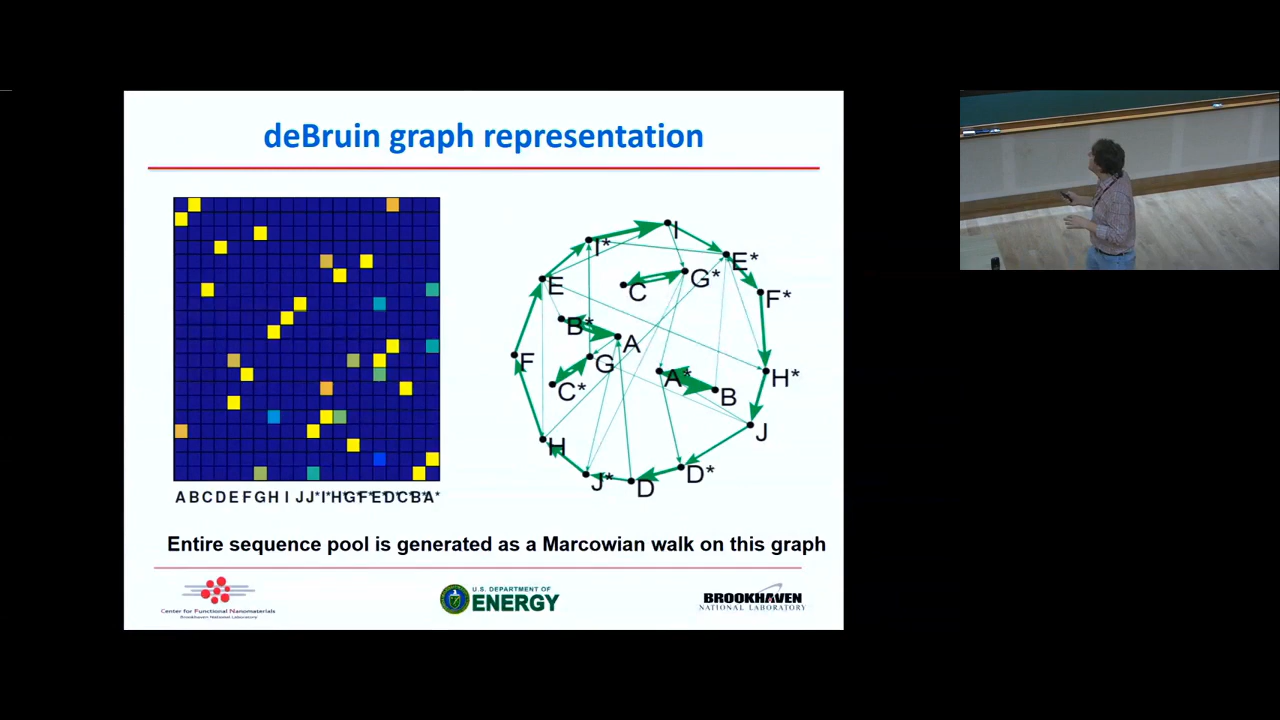 deBruin graph representation
I
I*
E*
G*
E
C
F*
B*
A
F
G
A*
H*
C*
B
J
H
D*
J*
D
A B C D E F G H I J J* I* H* G* F* E* D* C* B* A*
Entire sequence pool is generated as a Marcowian walk on this graph
Center for Functional Nanomaterials
Brookhaven National Laboratory
U.S. DEPARTMENT OF
ENERGY
BROOKHAVEN
NATIONAL LABORATORY